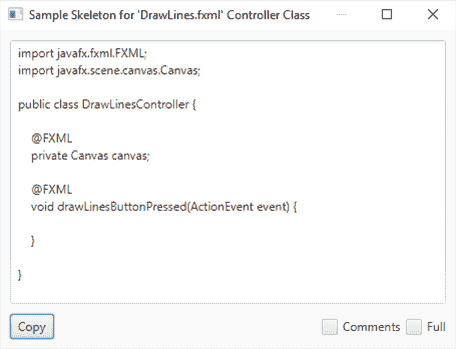 Sample Skeleton for 'DrawLines.fxml' Controller Class
import javafx.fxml.FXML;
import javafx.scene.canvas.Canvas;
public class DrawLinesController {
@FXML
private Canvas canvas;
@FXML
void drawLinesButtonPressed(ActionEvent event) {
}
}
Copy
Comments
Full